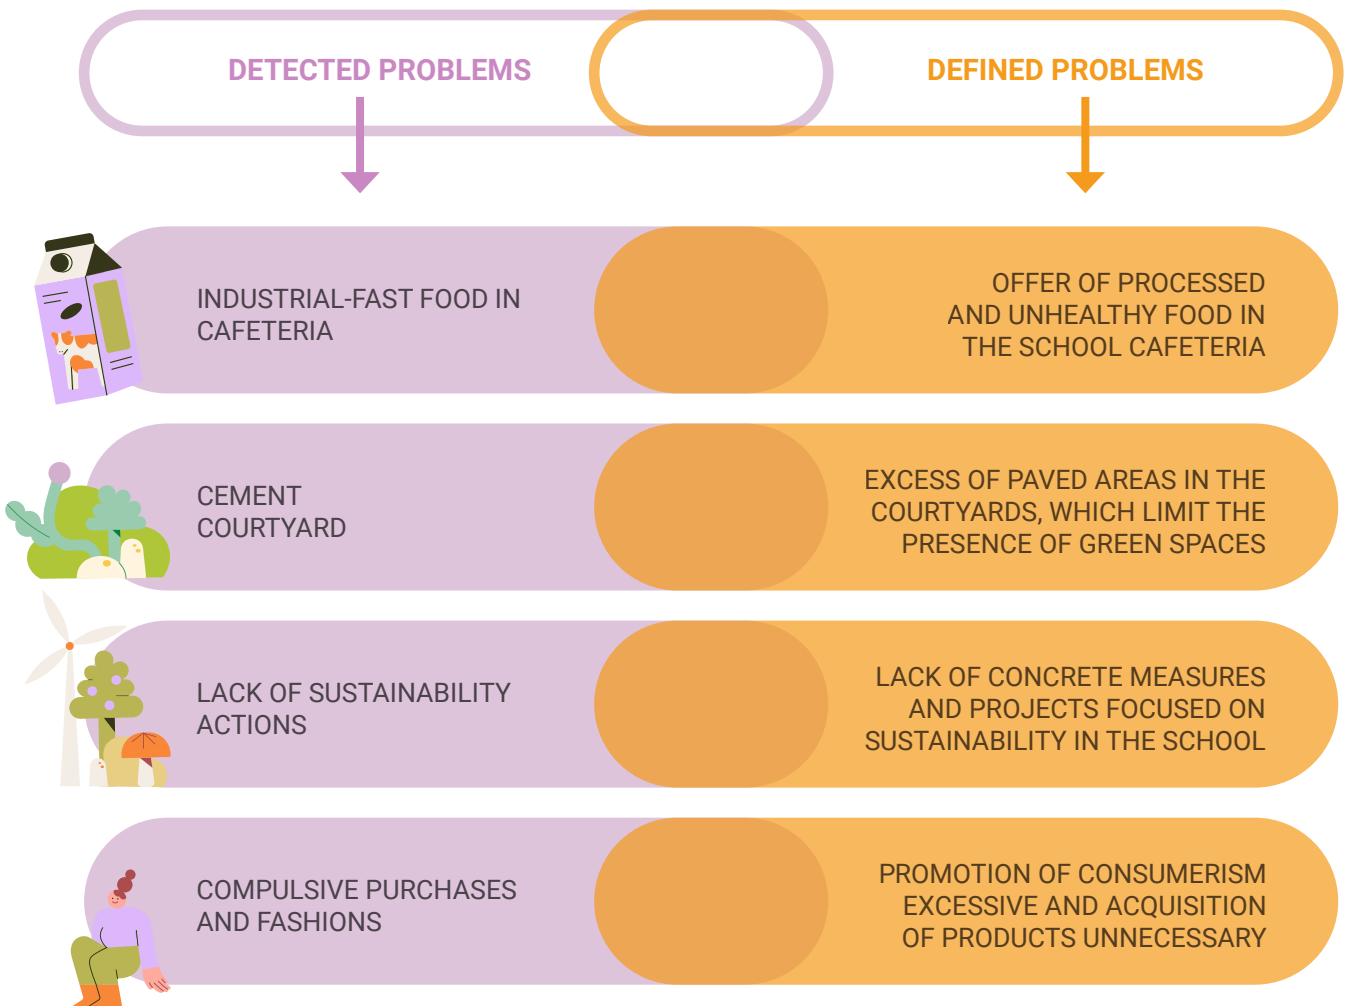 DETECTED PROBLEMS
DEFINED PROBLEMS
INDUSTRIAL-FAST FOOD IN
CAFETERIA
OFFER OF PROCESSED
AND UNHEALTHY FOOD IN
THE SCHOOL CAFETERIA
CEMENT
COURTYARD
EXCESS OF PAVED AREAS IN THE
COURTYARDS, WHICH LIMIT THE
PRESENCE OF GREEN SPACES
LACK OF SUSTAINABILITY
ACTIONS
LACK OF CONCRETE MEASURES
AND PROJECTS FOCUSED ON
SUSTAINABILITY IN THE SCHOOL
COMPULSIVE PURCHASES
AND FASHIONS
PROMOTION OF CONSUMERISM
EXCESSIVE AND ACQUISITION
OF PRODUCTS UNNECESSARY